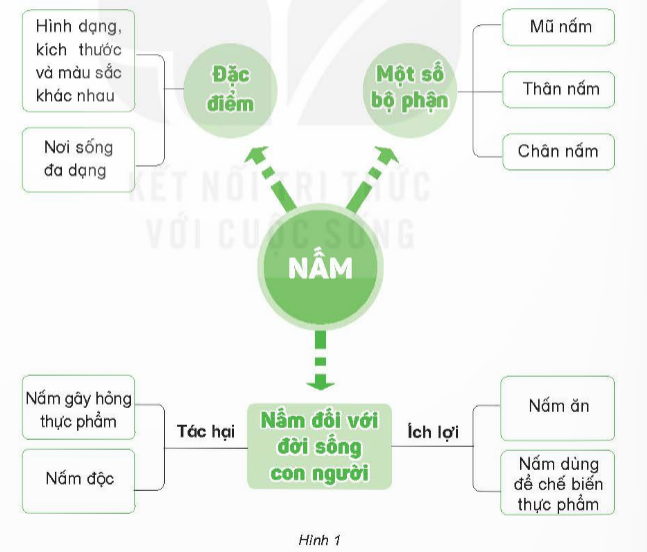 Hình dạng,
kích thước
và màu sắc
khác nhau
Nơi sống
đa dạng
Đặc
điểm
Một số
bộ phận
Mũ nấm
Thân nấm
Chân nấm
KẾT NỐI TRI THỨC
VỚI CUỘC SỐNG
NẤM
Nấm gây hỏng
thực phẩm
Nấm độc
Tác hại
Nấm đối với
đời sống
con người
Ích lợi
Nấm ăn
Nấm dùng
để chế biến
thực phẩm
Hình 1